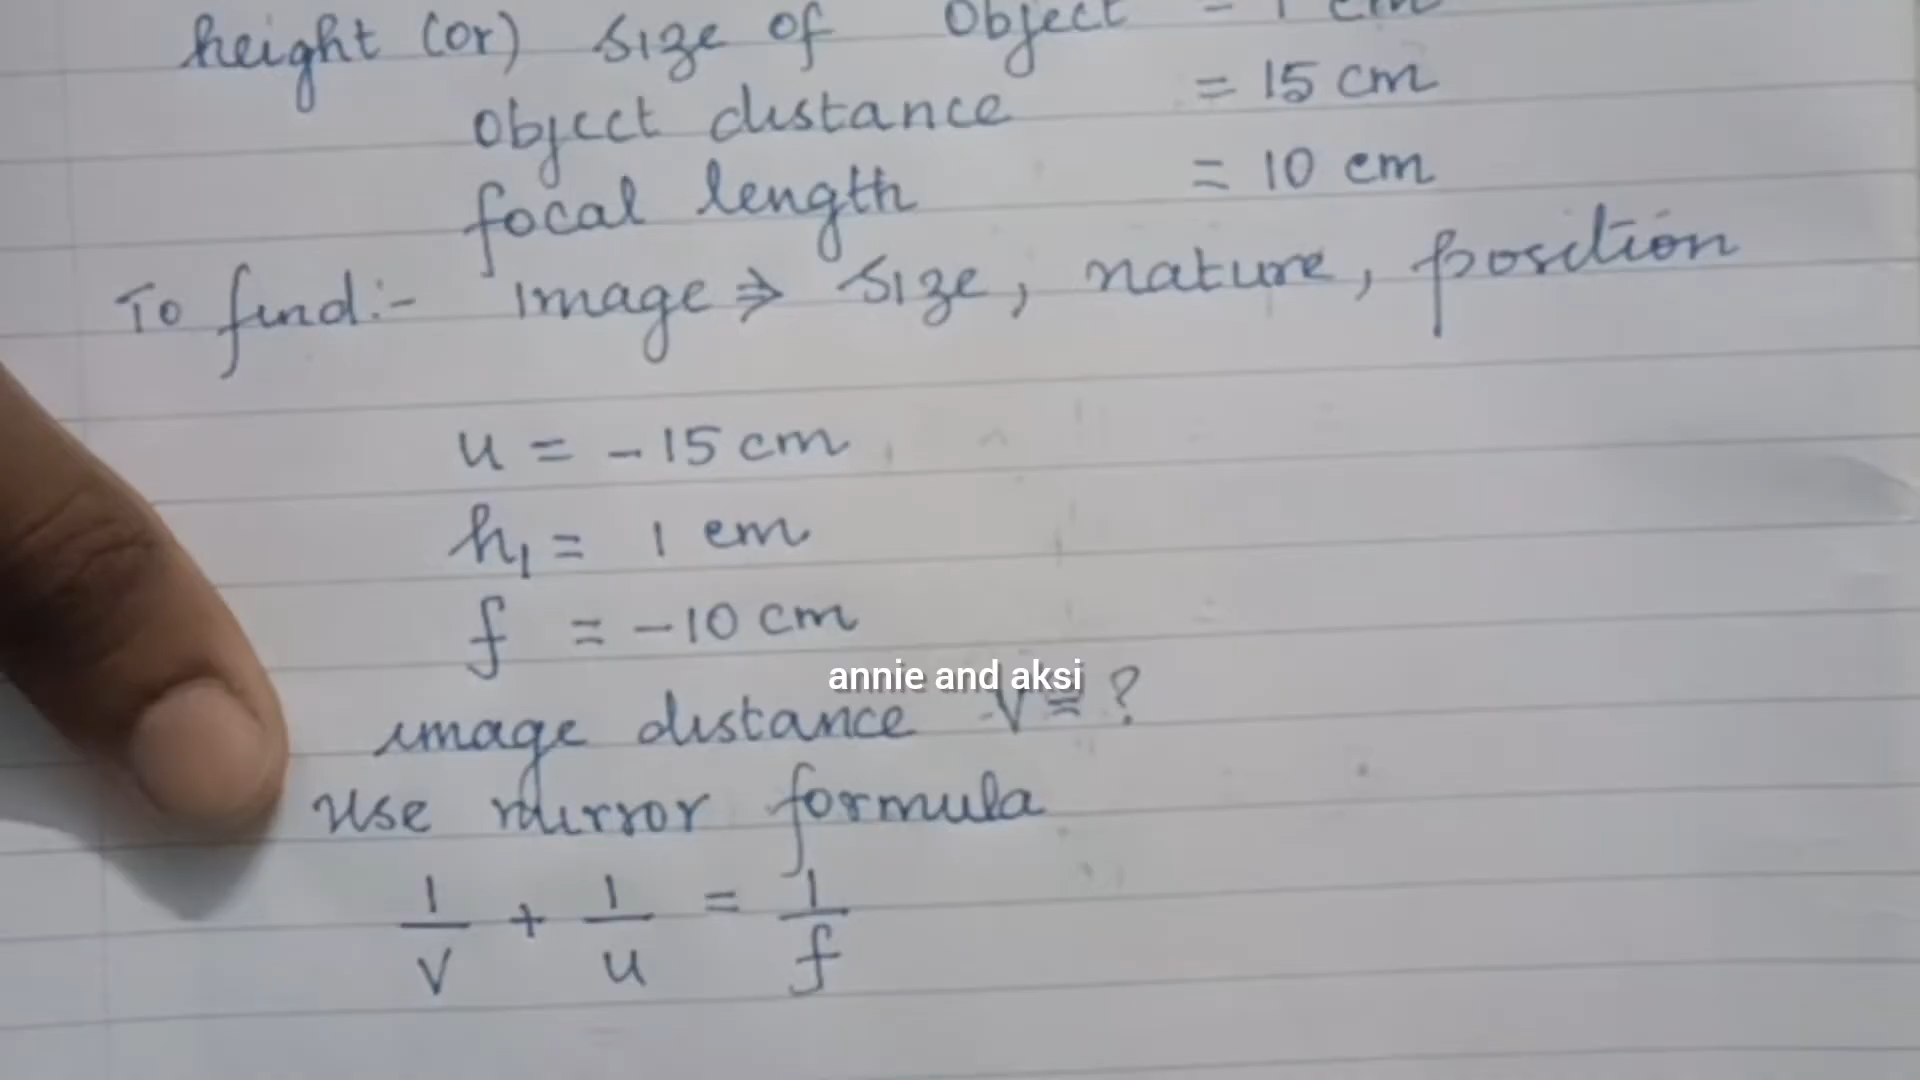 height (or) size of Object = 1 cm
object distance = 15 cm
focal length = 10 cm
To find:- image ⇒ size, nature, position
u = -15 cm
h₁ = 1 cm
f = -10 cm
annie and aksi
image distance V = ?
Use mirror formula
1/v + 1/u = 1/f